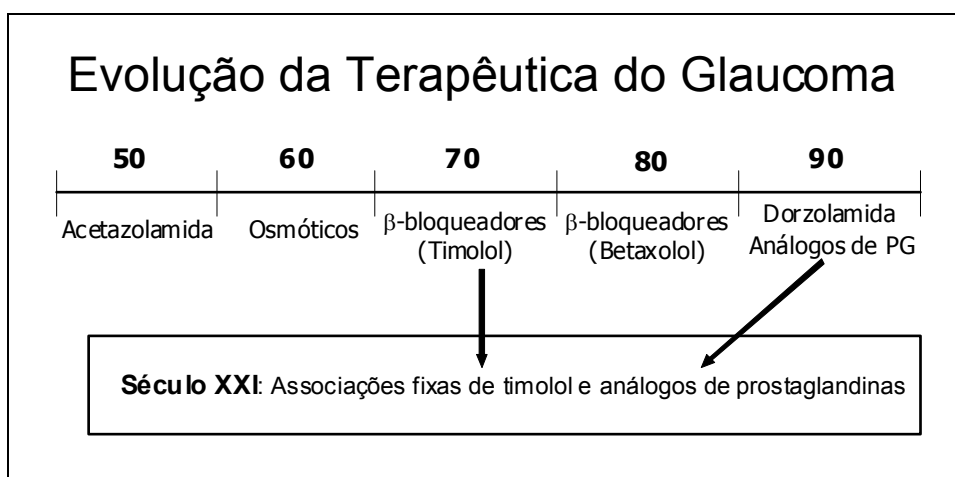 Evolução da Terapêutica do Glaucoma
50 60 70 80 90
Acetazolamida Osmóticos β-bloqueadores β-bloqueadores Dorzolamida
(Timolol) (Betaxolol) Análogos de PG
Século XXI: Associações fixas de timolol e análogos de prostaglandinas